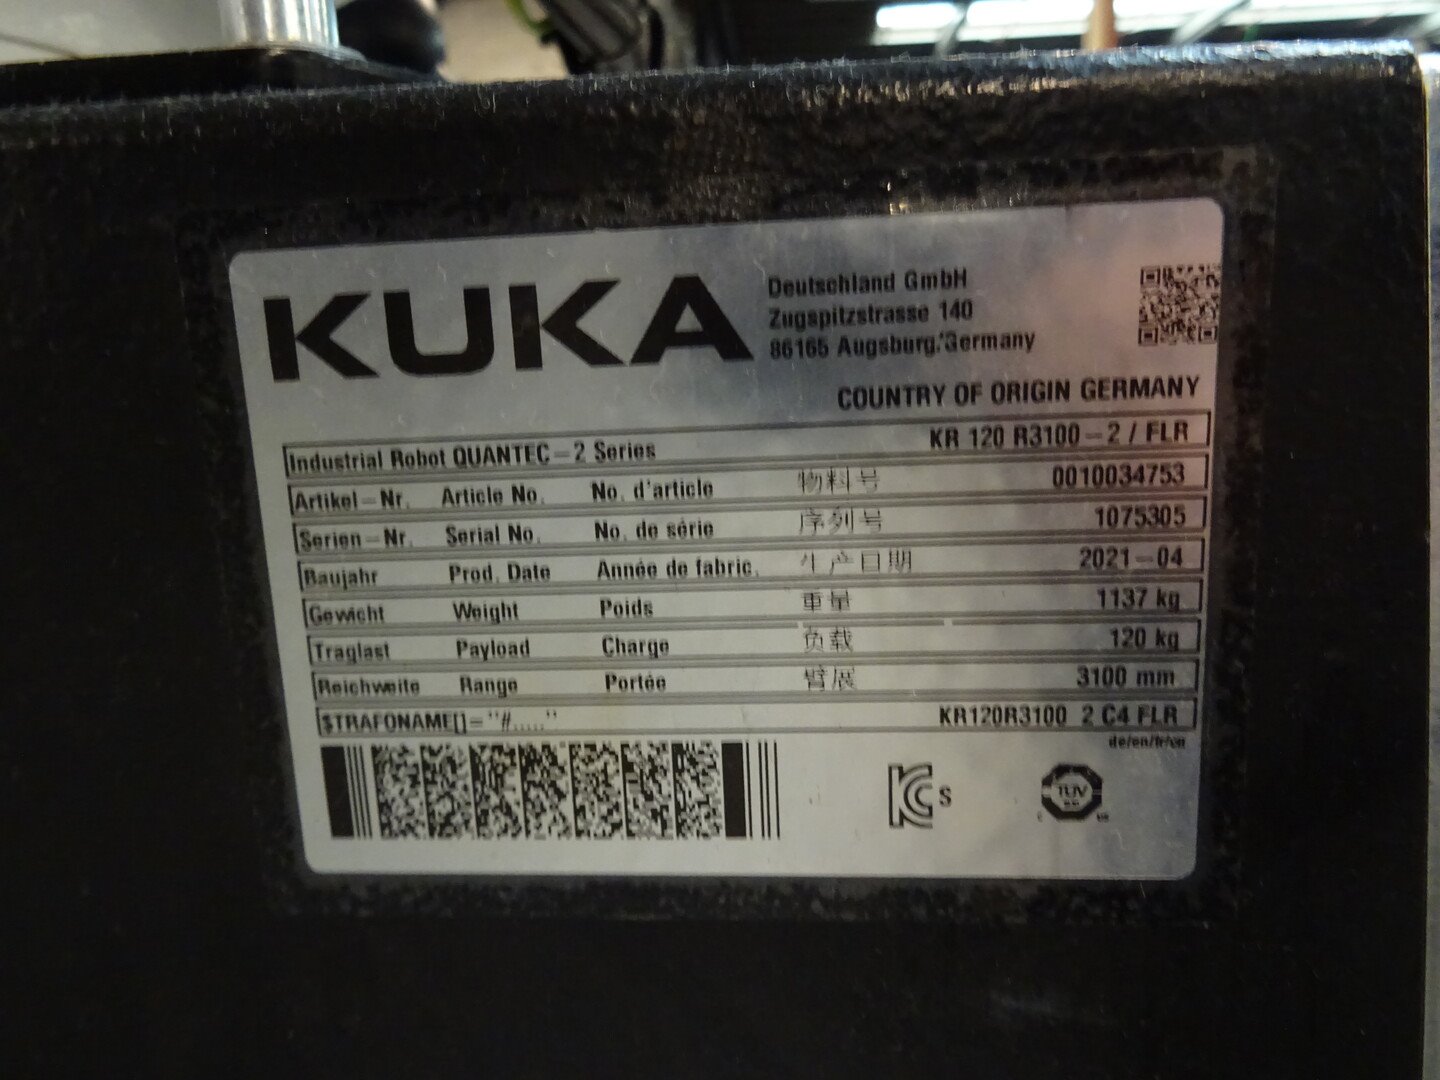 KUKA
Deutschland GmbH
Zugspitzstrasse 140
86165 Augsburg/Germany
COUNTRY OF ORIGIN GERMANY
Industrial Robot QUANTEC-2 Series KR 120 R3100-2 / FLR
Artikel-Nr. Article No. No. d'article 物料号 0010034753
Serien-Nr. Serial No. No. de série 序列号 1075305
Baujahr Prod. Date Année de fabric. 生产日期 2021-04
Gewicht Weight Poids 重量 1137 kg
Traglast Payload Charge 负载 120 kg
Reichweite Range Portée 臂展 3100 mm
$TRAFONAME[]="#....." KR120R3100_2 C4 FLR
de/en/fr/cn
KC S
TÜV